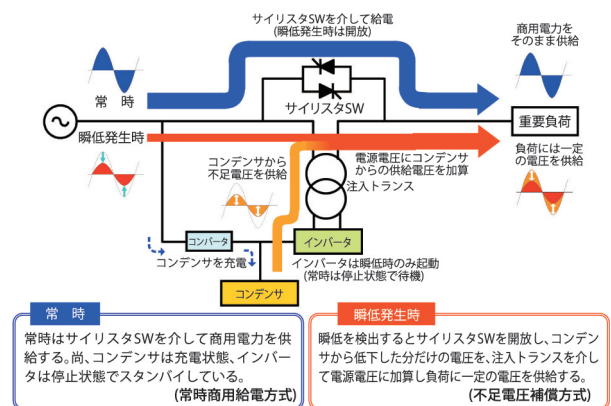 サイリスタSWを介して給電
(瞬低発生時は開放)
商用電力を
そのまま供給
常 時
サイリスタSW
重要負荷
瞬低発生時
コンデンサから
不足電圧を供給
電源電圧にコンデンサ
からの供給電圧を加算
注入トランス
負荷には一定
の電圧を供給
コンバータ
インバータ
コンデンサを充電
インバータは瞬低時のみ起動
(常時は停止状態で待機)
コンデンサ
常 時
常時はサイリスタSWを介して商用電力を供
給する。尚、コンデンサは充電状態、インバー
タは停止状態でスタンバイしている。
(常時商用給電方式)
瞬低発生時
瞬低を検出するとサイリスタSWを開放し、コンデン
サから低下した分だけの電圧を、注入トランスを介し
て電源電圧に加算し負荷に一定の電圧を供給する。
(不足電圧補償方式)